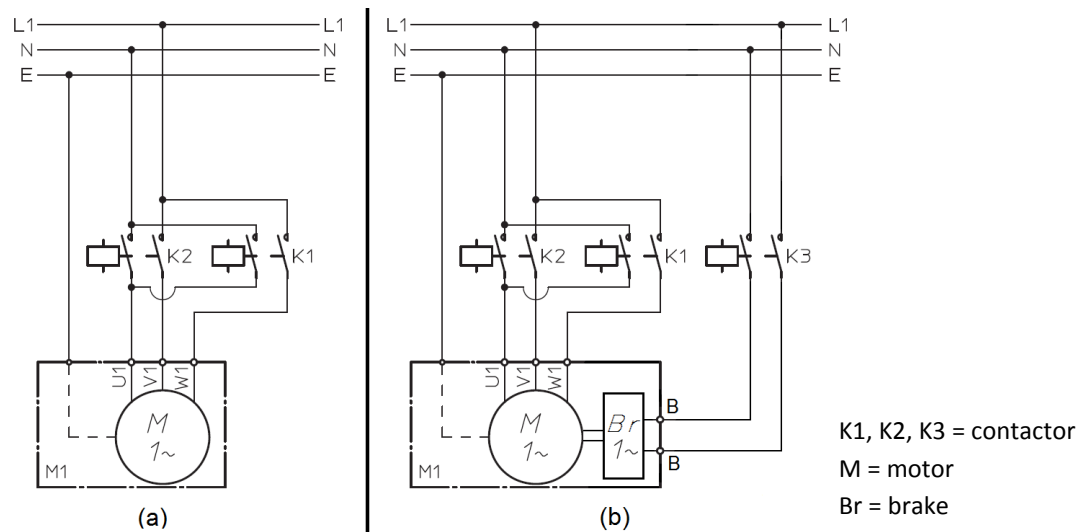 L1 L1 L1 L1
N N N N
E E E E
K2 K1 K2 K1 K3
U1 V1 W1 U1 V1 W1
M M Br B
1~ 1~ 1~ B
M1 M1
(a) (b)
K1, K2, K3 = contactor
M = motor
Br = brake